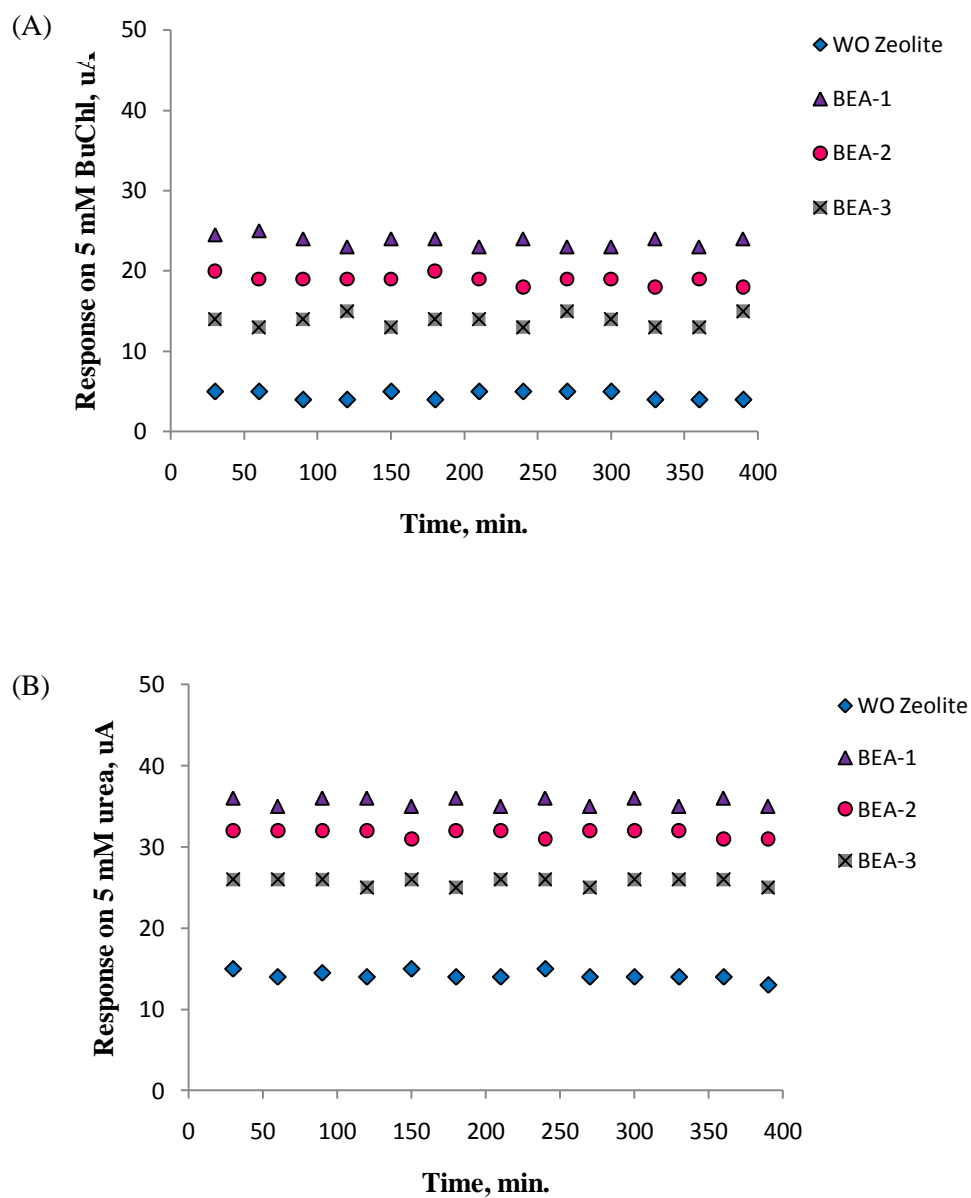 (A)
50
40
30
20
10
0
Response on 5 mM BuChl, uA
0 50 100 150 200 250 300 350 400
Time, min.
WO Zeolite
BEA-1
BEA-2
BEA-3
(B)
50
40
30
20
10
0
Response on 5 mM urea, uA
0 50 100 150 200 250 300 350 400
Time, min.
WO Zeolite
BEA-1
BEA-2
BEA-3